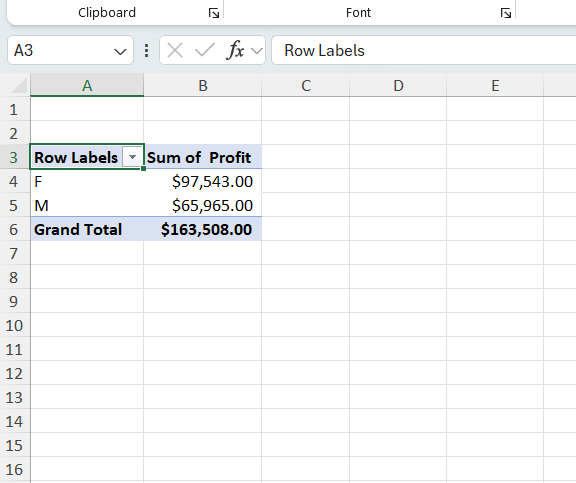 Clipboard Font
A3 fx Row Labels
A B C D E
1
2
3 Row Labels Sum of  Profit
4 F $97,543.00
5 M $65,965.00
6 Grand Total $163,508.00
7
8
9
10
11
12
13
14
15
16